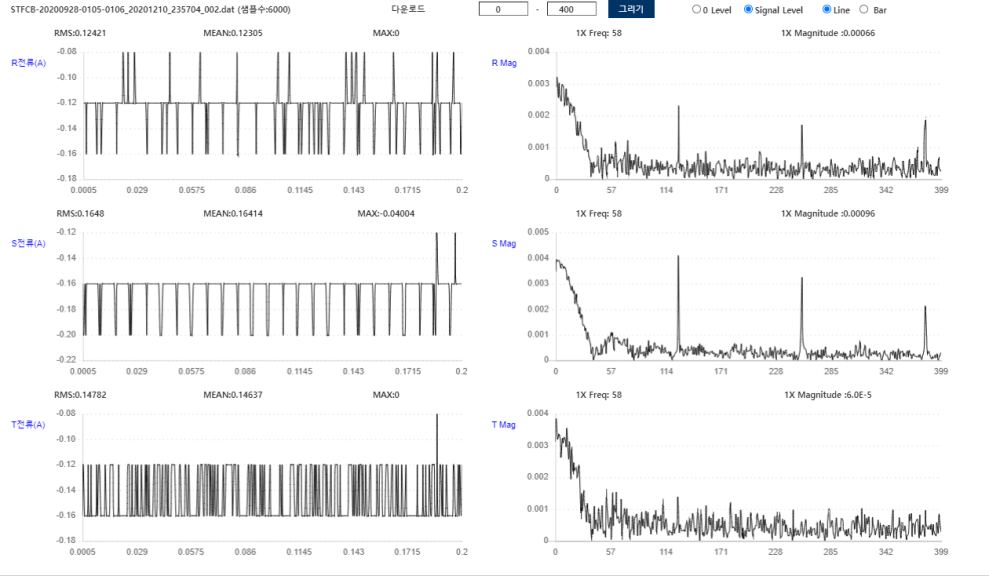 STFCB-20200928-0105-0106_20201210_235704_002.dat (샘플수:6000) 다운로드 0 - 400 그리기 0 Level Signal Level Line Bar
RMS:0.12421 MEAN:0.12305 MAX:0 1X Freq: 58 1X Magnitude :0.00066
R전류(A)
-0.08
-0.10
-0.12
-0.14
-0.16
-0.18
0.0005 0.029 0.0575 0.086 0.1145 0.143 0.1715 0.2
R Mag
0.004
0.003
0.002
0.001
0
0 57 114 171 228 285 342 399
RMS:0.1648 MEAN:0.16414 MAX:-0.04004 1X Freq: 58 1X Magnitude :0.00096
S전류(A)
-0.12
-0.14
-0.16
-0.18
-0.20
-0.22
0.0005 0.029 0.0575 0.086 0.1145 0.143 0.1715 0.2
S Mag
0.005
0.004
0.003
0.002
0.001
0
0 57 114 171 228 285 342 399
RMS:0.14782 MEAN:0.14637 MAX:0 1X Freq: 58 1X Magnitude :6.0E-5
T전류(A)
-0.08
-0.10
-0.12
-0.14
-0.16
-0.18
0.0005 0.029 0.0575 0.086 0.1145 0.143 0.1715 0.2
T Mag
0.004
0.003
0.002
0.001
0
0 57 114 171 228 285 342 399